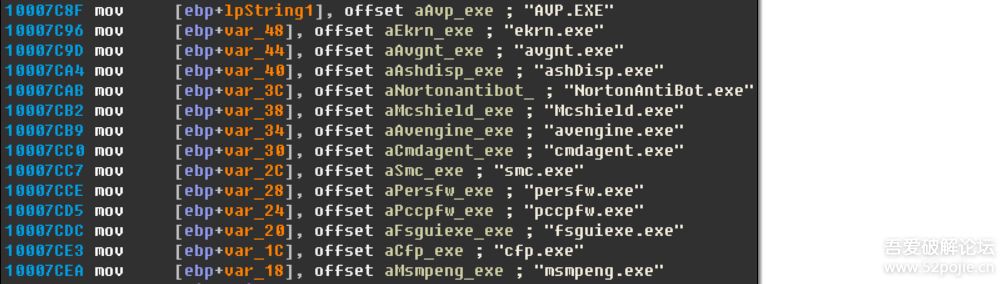 10007C8F mov [ebp+lpString1], offset aAvp_exe ; "AVP.EXE"
10007C96 mov [ebp+var_48], offset aEkrn_exe ; "ekrn.exe"
10007C9D mov [ebp+var_44], offset aAvgnt_exe ; "avgnt.exe"
10007CA4 mov [ebp+var_40], offset aAshdisp_exe ; "ashDisp.exe"
10007CAB mov [ebp+var_3C], offset aNortonantibot_ ; "NortonAntiBot.exe"
10007CB2 mov [ebp+var_38], offset aMcshield_exe ; "Mcshield.exe"
10007CB9 mov [ebp+var_34], offset aAvengine_exe ; "avengine.exe"
10007CC0 mov [ebp+var_30], offset aCmdagent_exe ; "cmdagent.exe"
10007CC7 mov [ebp+var_2C], offset aSmc_exe ; "smc.exe"
10007CCE mov [ebp+var_28], offset aPersfw_exe ; "persfw.exe"
10007CD5 mov [ebp+var_24], offset aPccpfw_exe ; "pccpfw.exe"
10007CDC mov [ebp+var_20], offset aFsguiexe_exe ; "fsguiexe.exe"
10007CE3 mov [ebp+var_1C], offset aCfp_exe ; "cfp.exe"
10007CEA mov [ebp+var_18], offset aMsmpeng_exe ; "msmpeng.exe"
吾爱破解论坛
www.52pojie.cn